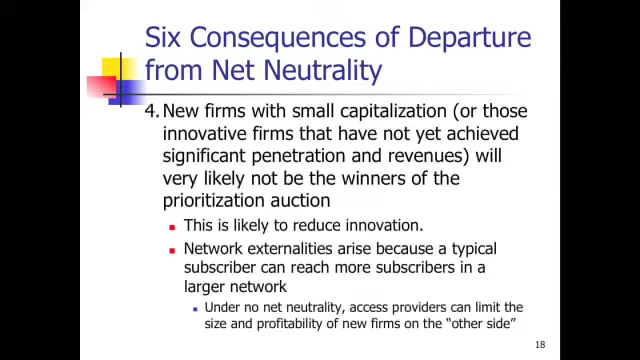 Six Consequences of Departure
from Net Neutrality
4. New firms with small capitalization (or those
innovative firms that have not yet achieved
significant penetration and revenues) will
very likely not be the winners of the
prioritization auction
This is likely to reduce innovation.
Network externalities arise because a typical
subscriber can reach more subscribers in a
larger network
Under no net neutrality, access providers can limit the
size and profitability of new firms on the “other side”
18